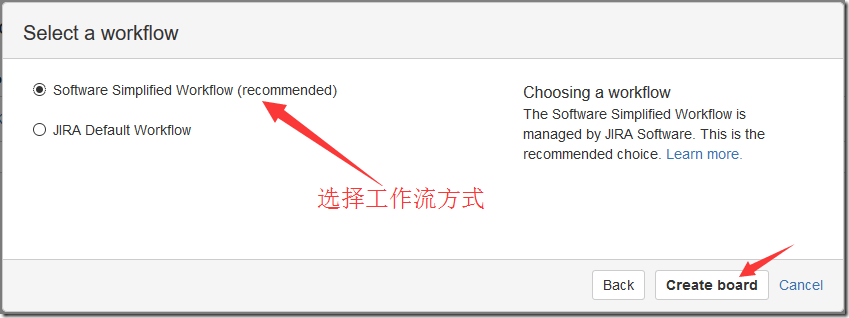 Select a workflow
Software Simplified Workflow (recommended)
JIRA Default Workflow
Choosing a workflow
The Software Simplified Workflow is
managed by JIRA Software. This is the
recommended choice. Learn more.
选择工作流方式
Back
Create board
Cancel